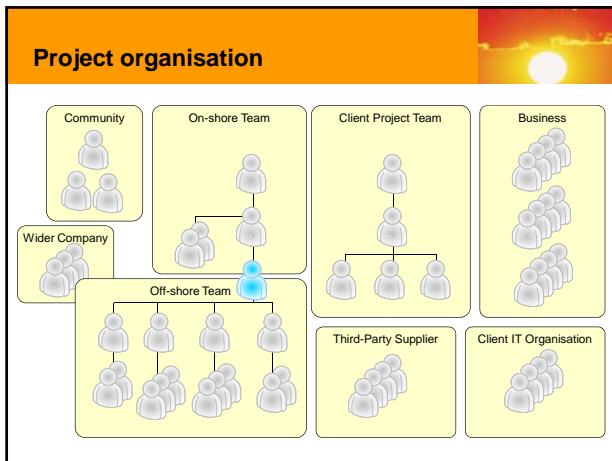 Project organisation
Community
On-shore Team
Client Project Team
Business
Wider Company
Off-shore Team
Third-Party Supplier
Client IT Organisation